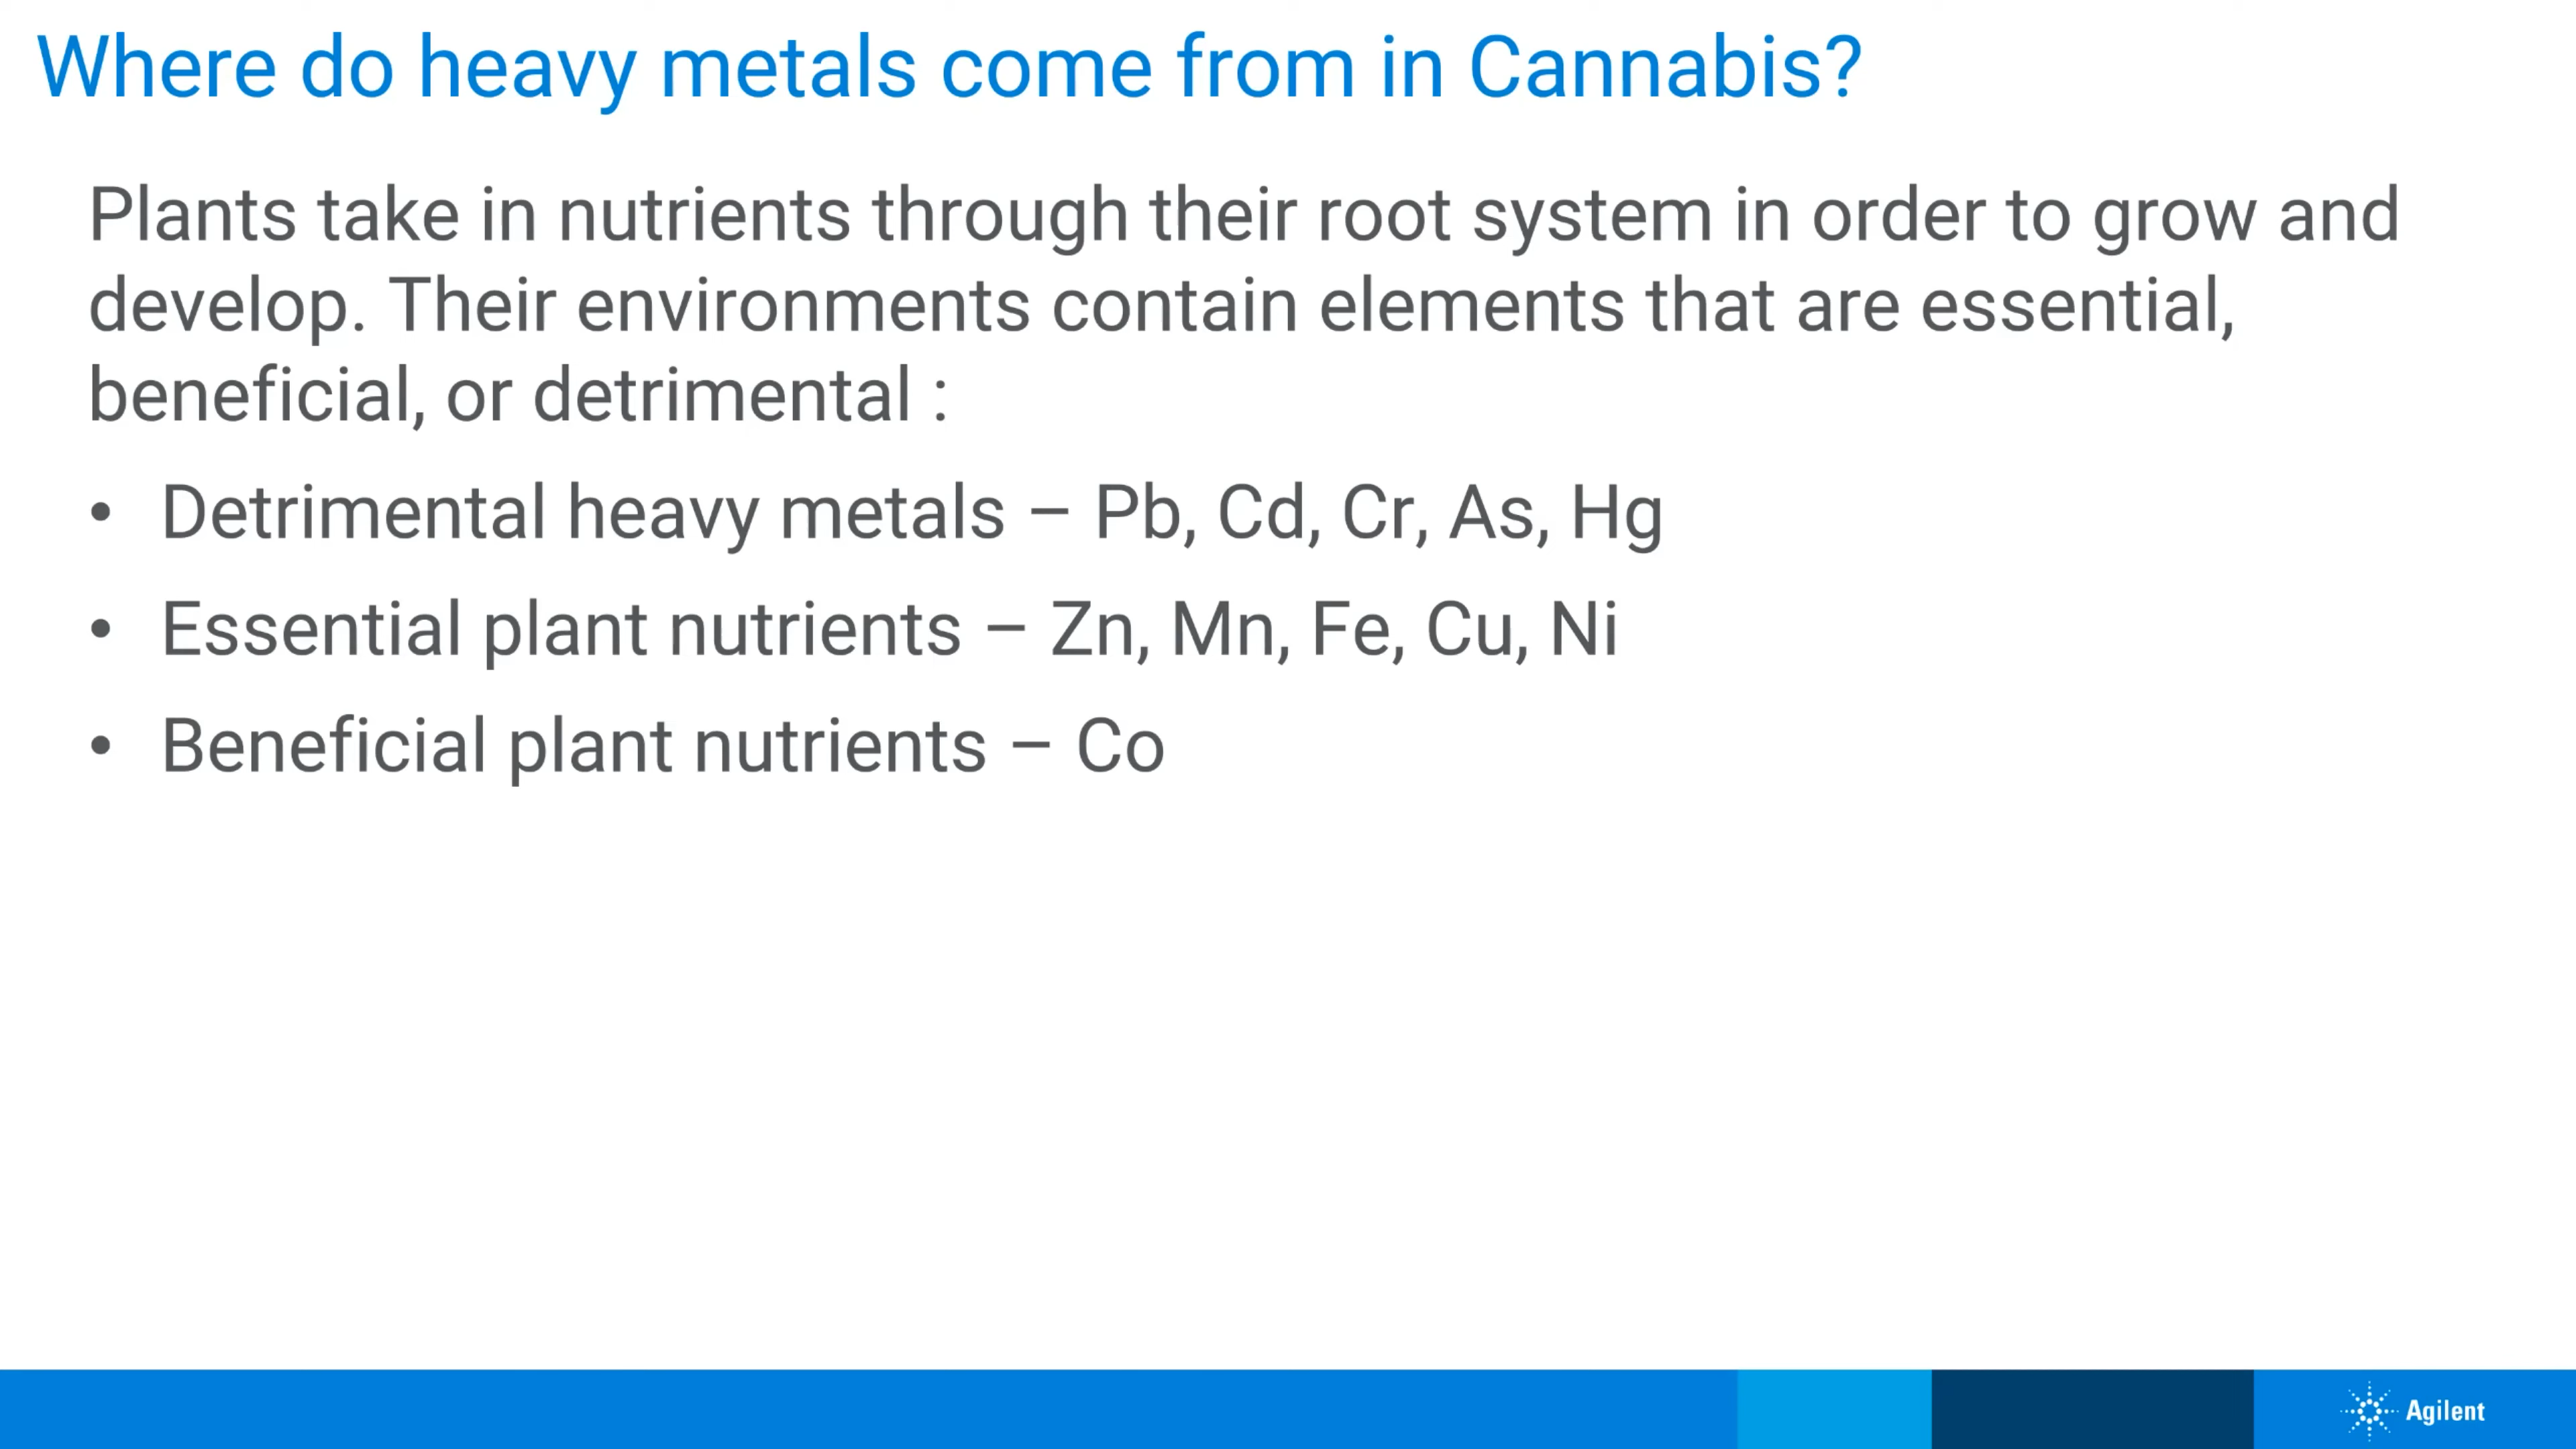 Where do heavy metals come from in Cannabis?
Plants take in nutrients through their root system in order to grow and
develop. Their environments contain elements that are essential,
beneficial, or detrimental :
• Detrimental heavy metals – Pb, Cd, Cr, As, Hg
• Essential plant nutrients – Zn, Mn, Fe, Cu, Ni
• Beneficial plant nutrients – Co
Agilent